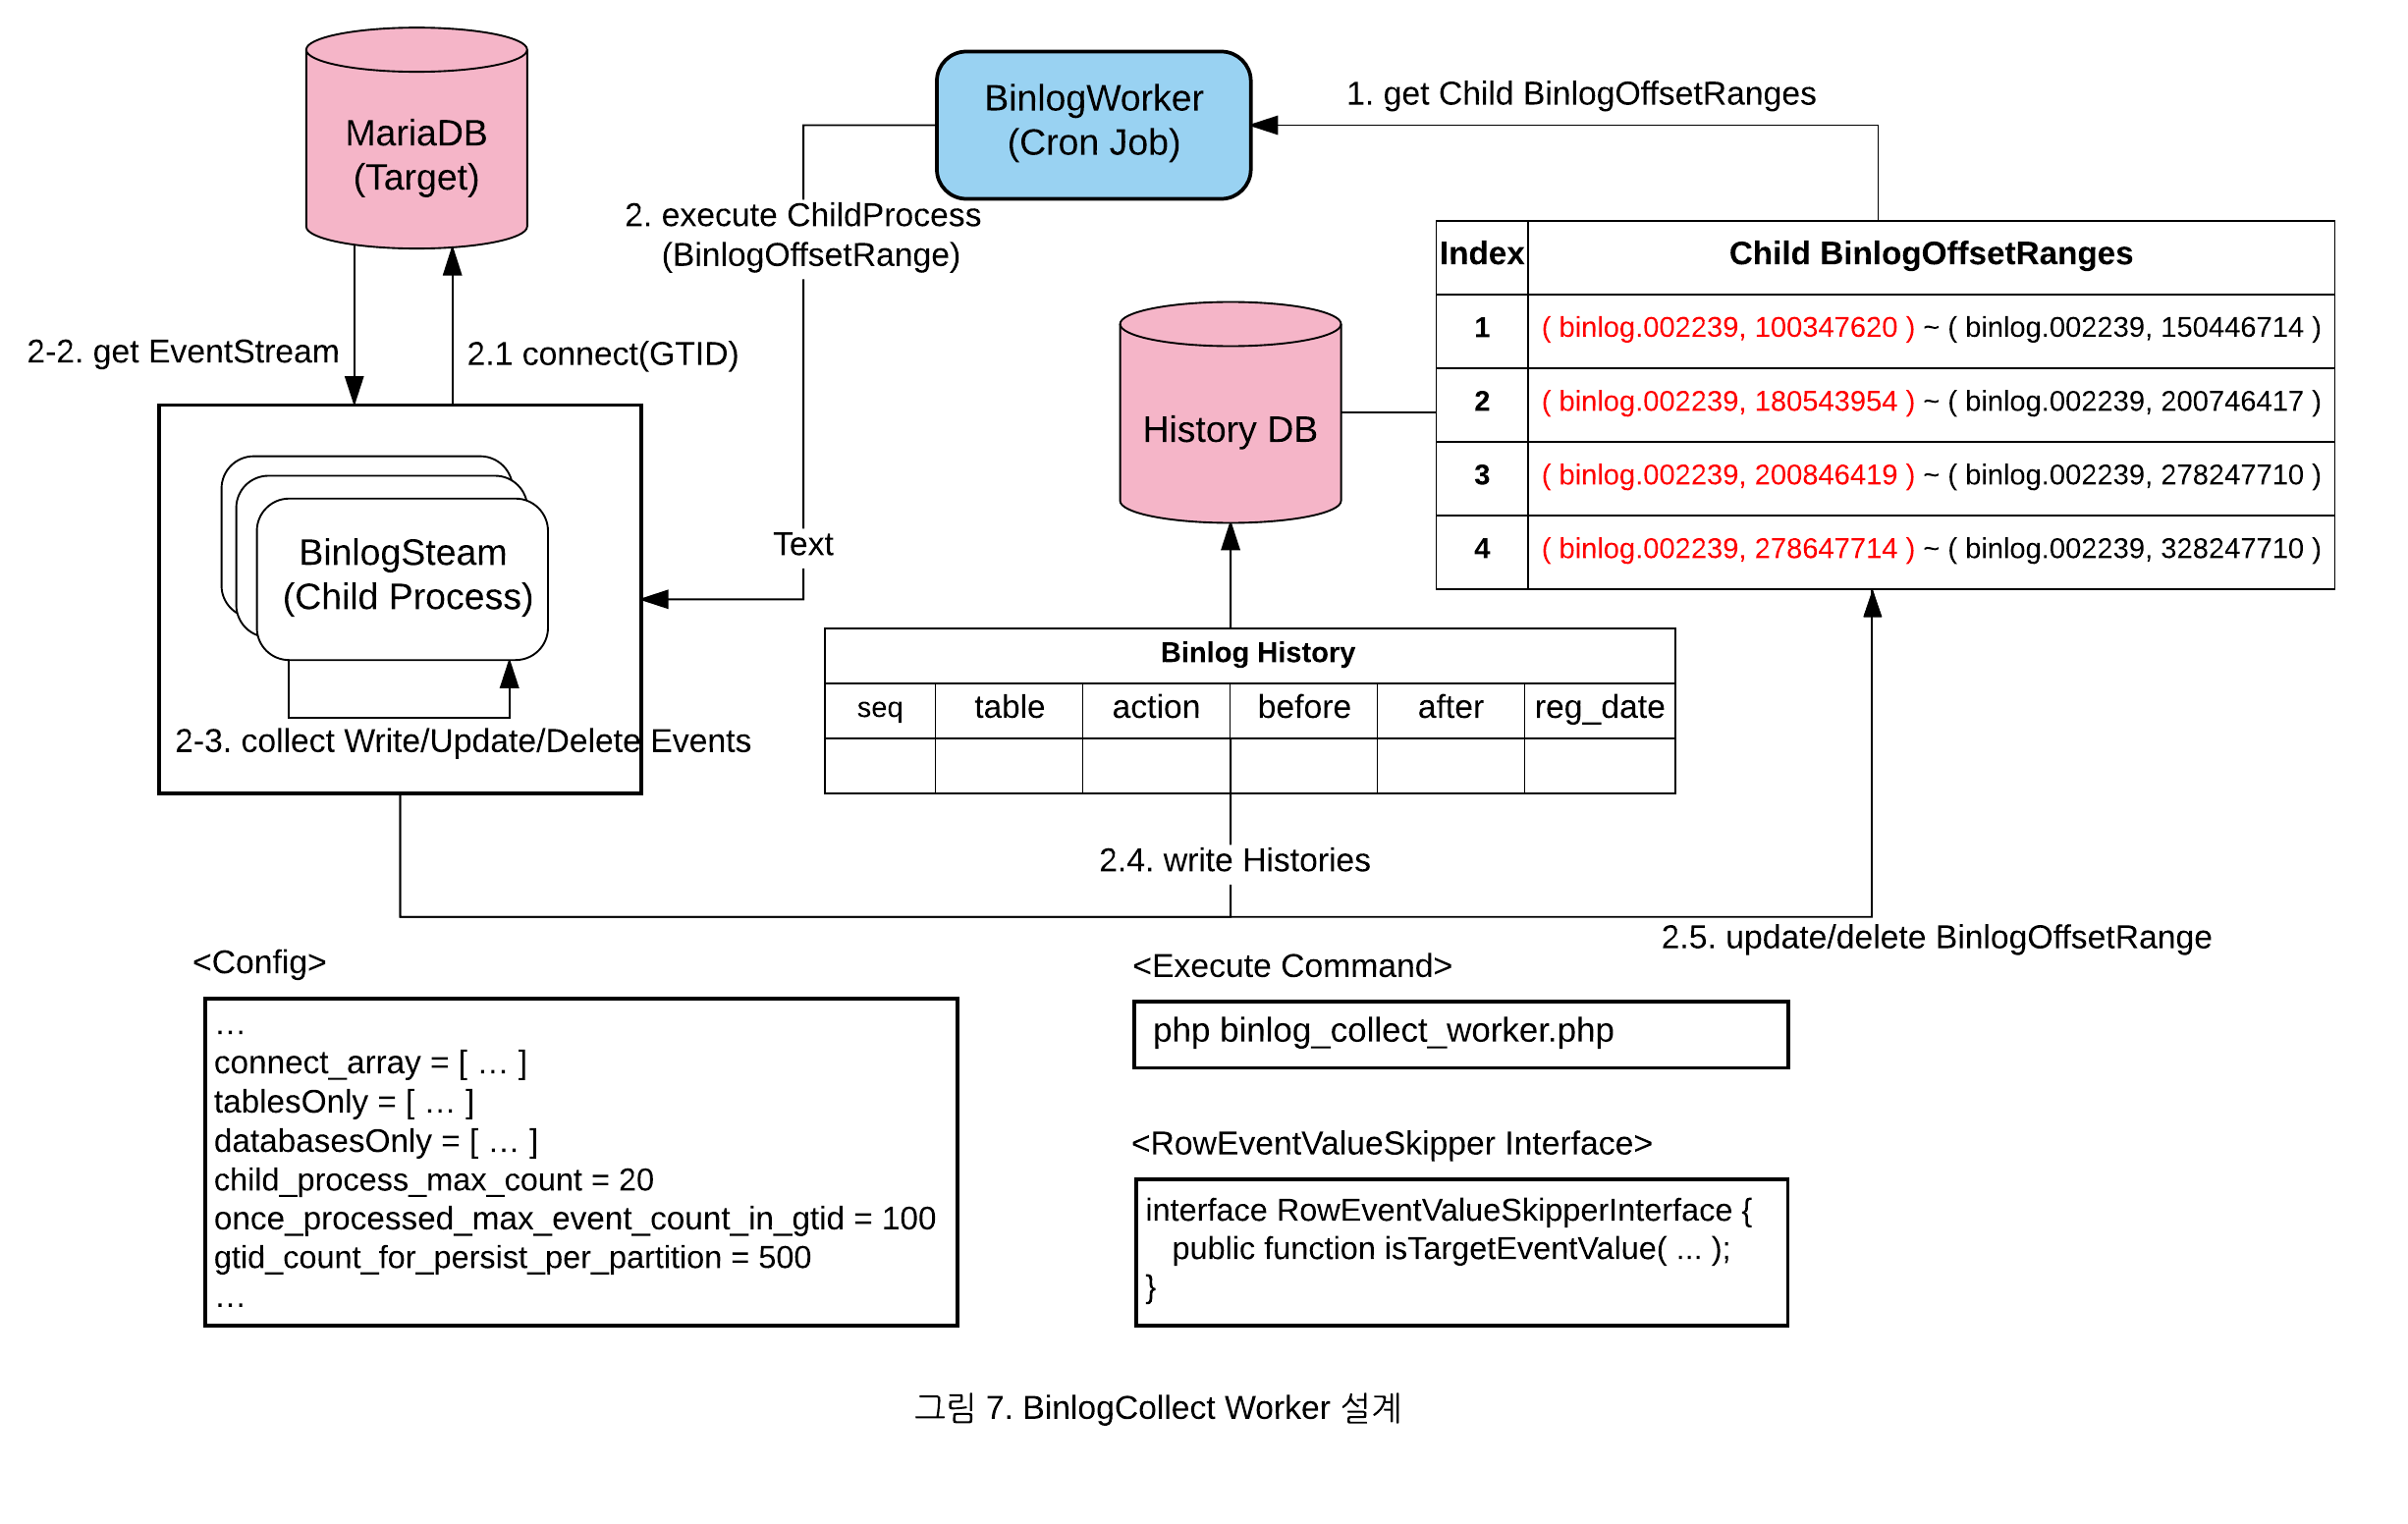 MariaDB
(Target)
BinlogWorker
(Cron Job)
1. get Child BinlogOffsetRanges
2. execute ChildProcess
(BinlogOffsetRange)
2-2. get EventStream
2.1 connect(GTID)
Index Child BinlogOffsetRanges
1 ( binlog.002239, 100347620 ) ~ ( binlog.002239, 150446714 )
2 ( binlog.002239, 180543954 ) ~ ( binlog.002239, 200746417 )
3 ( binlog.002239, 200846419 ) ~ ( binlog.002239, 278247710 )
4 ( binlog.002239, 278647714 ) ~ ( binlog.002239, 328247710 )
History DB
BinlogSteam
(Child Process)
Text
2-3. collect Write/Update/Delete Events
Binlog History
seq table action before after reg_date
2.4. write Histories
2.5. update/delete BinlogOffsetRange
<Config>
…
connect_array = [ … ]
tablesOnly = [ … ]
databasesOnly = [ … ]
child_process_max_count = 20
once_processed_max_event_count_in_gtid = 100
gtid_count_for_persist_per_partition = 500
…
<Execute Command>
php binlog_collect_worker.php
<RowEventValueSkipper Interface>
interface RowEventValueSkipperInterface {
public function isTargetEventValue( ... );
}
그림 7. BinlogCollect Worker 설계